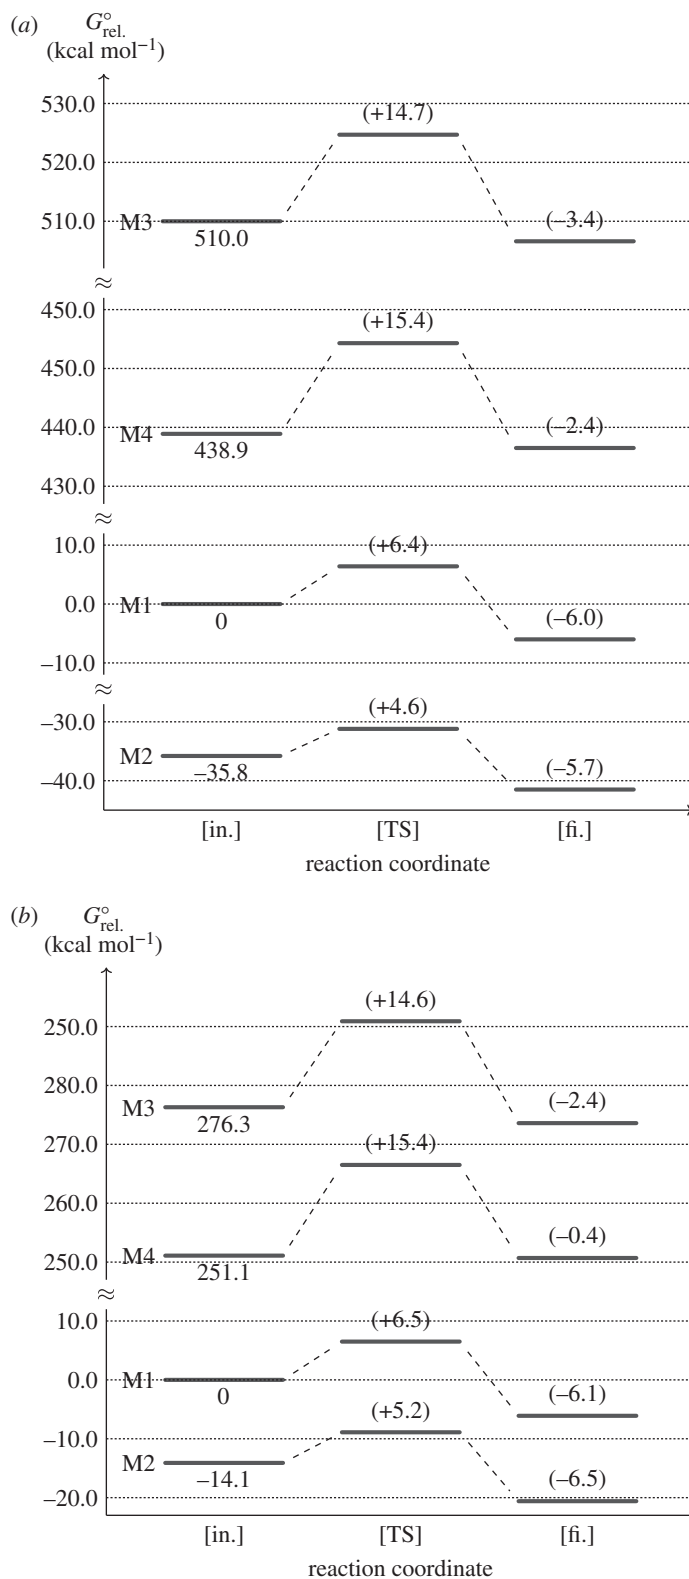 (a) G°rel.
(kcal mol−1)
530.0 (+14.7)
520.0
510.0 M3 510.0 (−3.4)
≈
450.0 (+15.4)
450.0
440.0 M4 438.9 (−2.4)
430.0
≈
10.0 (+6.4)
0.0 M1 0 (−6.0)
−10.0
≈
−30.0 (+4.6)
M2 −35.8
−40.0 (−5.7)
[in.] [TS] [fi.]
reaction coordinate
(b) G°rel.
(kcal mol−1)
250.0 (+14.6)
280.0
M3 276.3 (−2.4)
270.0 (+15.4)
260.0
M4 251.1 (−0.4)
250.0
≈
10.0 (+6.5)
0.0 M1 0 (−6.1)
−10.0 (+5.2)
M2 −14.1
−20.0 (−6.5)
[in.] [TS] [fi.]
reaction coordinate